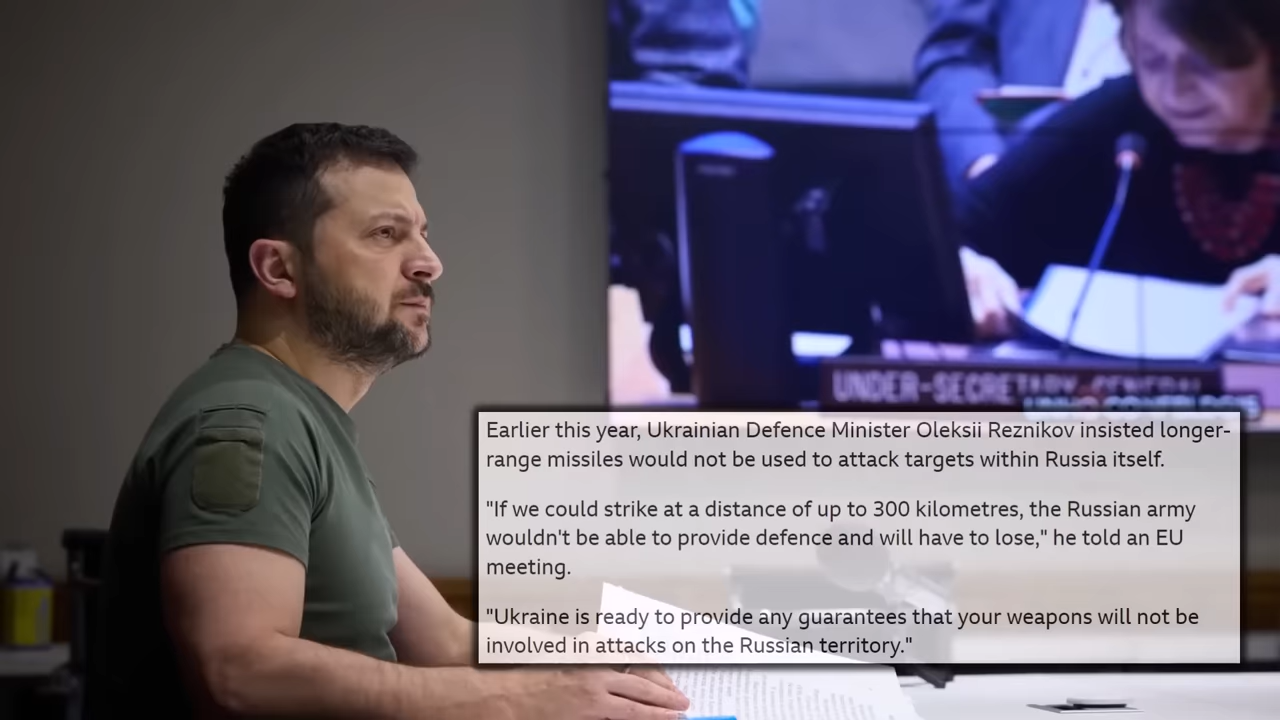 UNDER-SECRETARY-GENERAL
Earlier this year, Ukrainian Defence Minister Oleksii Reznikov insisted longer-
range missiles would not be used to attack targets within Russia itself.
"If we could strike at a distance of up to 300 kilometres, the Russian army
wouldn't be able to provide defence and will have to lose," he told an EU
meeting.
"Ukraine is ready to provide any guarantees that your weapons will not be
involved in attacks on the Russian territory."